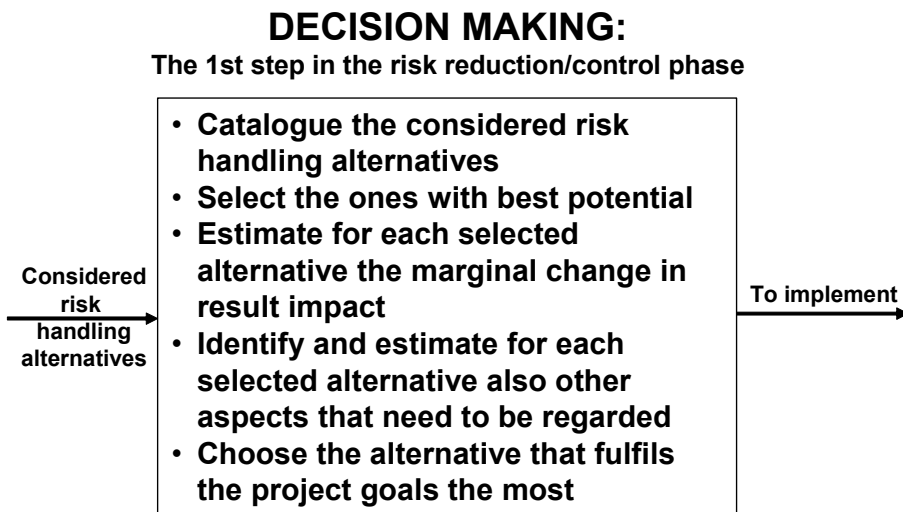 DECISION MAKING:
The 1st step in the risk reduction/control phase
• Catalogue the considered risk
handling alternatives
• Select the ones with best potential
• Estimate for each selected
alternative the marginal change in
result impact
• Identify and estimate for each
selected alternative also other
aspects that need to be regarded
• Choose the alternative that fulfils
the project goals the most
Considered
risk
handling
alternatives
To implement